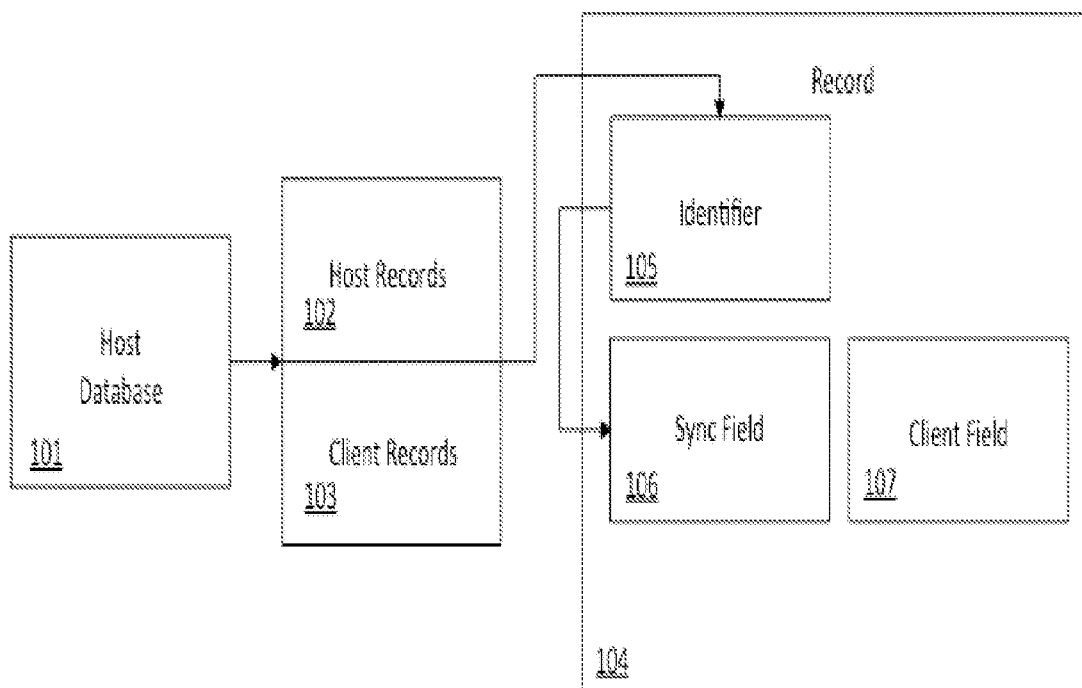 Record
Identifier
105
Host Records
102
Host
Database
101
Client Records
103
Sync Field
106
Client Field
107
104